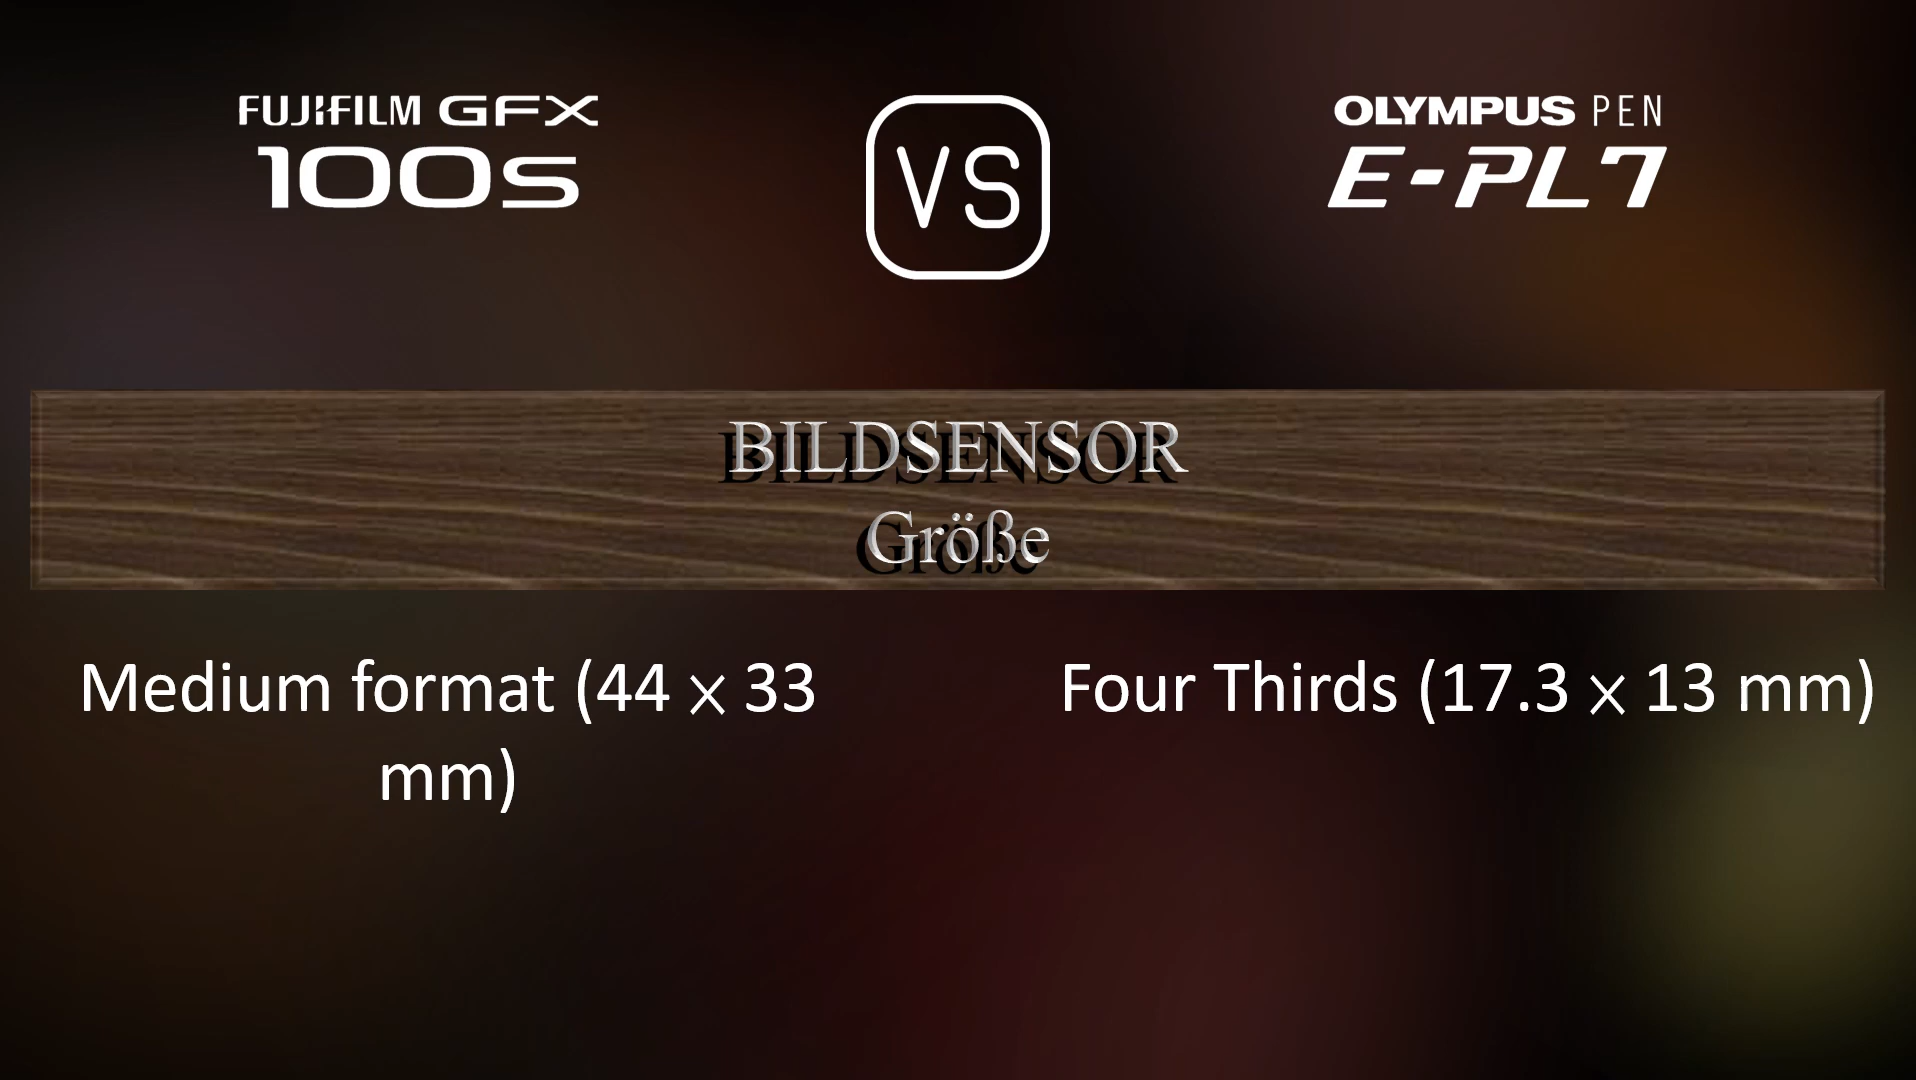 FUJIFILM GFX
100S
VS
OLYMPUS PEN
E-PL7
BILDSENSOR
Größe
Medium format (44 x 33
mm)
Four Thirds (17.3 x 13 mm)